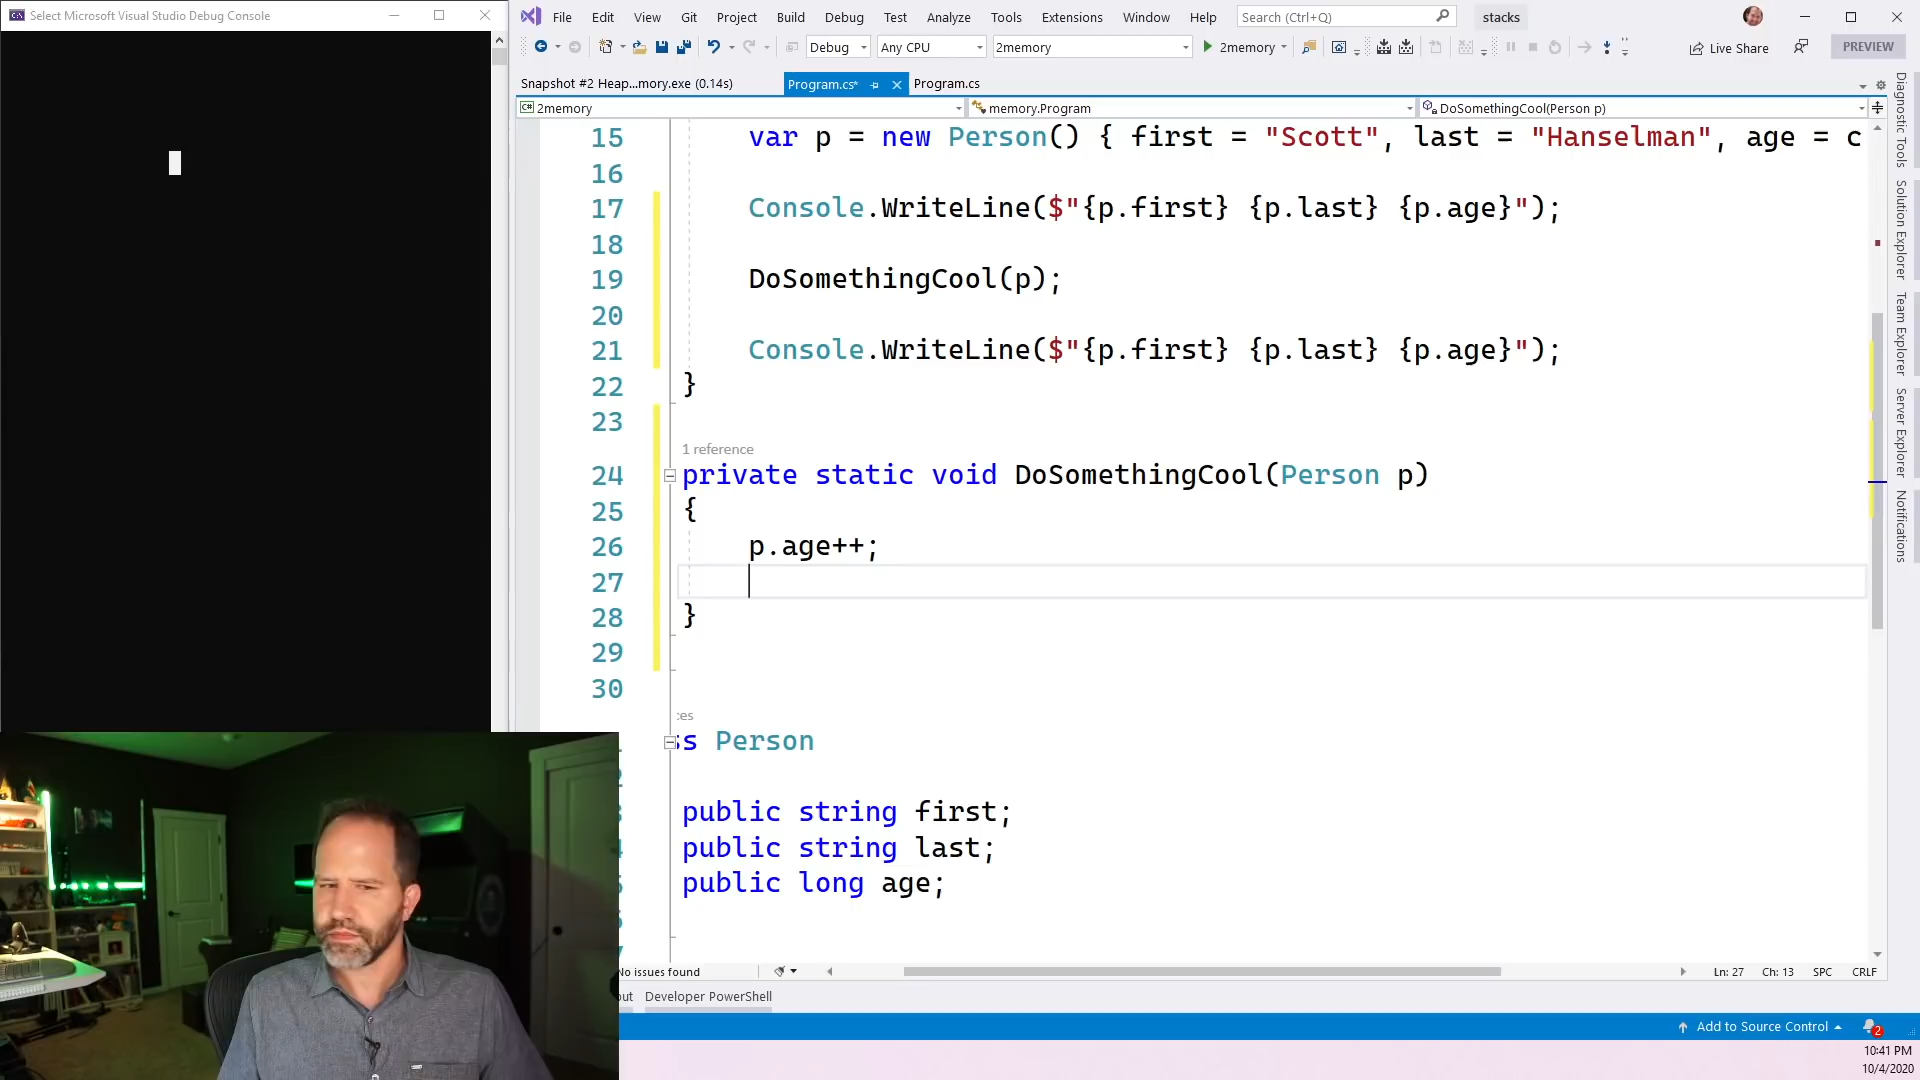 Select Microsoft Visual Studio Debug Console
File Edit View Git Project Build Debug Test Analyze Tools Extensions Window Help Search (Ctrl+Q) stacks
Debug Any CPU 2memory 2memory Live Share PREVIEW
Snapshot #2 Heap...mory.exe (0.14s) Program.cs* Program.cs
2memory memory.Program DoSomethingCool(Person p)
15 var p = new Person() { first = "Scott", last = "Hanselman", age = c
16
17 Console.WriteLine($"{p.first} {p.last} {p.age}");
18
19 DoSomethingCool(p);
20
21 Console.WriteLine($"{p.first} {p.last} {p.age}");
22 }
23
1 reference
24 private static void DoSomethingCool(Person p)
25 {
26 p.age++;
27
28 }
29
30
ces
ss Person
public string first;
public string last;
public long age;
No issues found Ln: 27 Ch: 13 SPC CRLF
out Developer PowerShell
Add to Source Control 2
10:41 PM
10/4/2020
Diagnostic Tools
Solution Explorer
Team Explorer
Server Explorer
Notifications